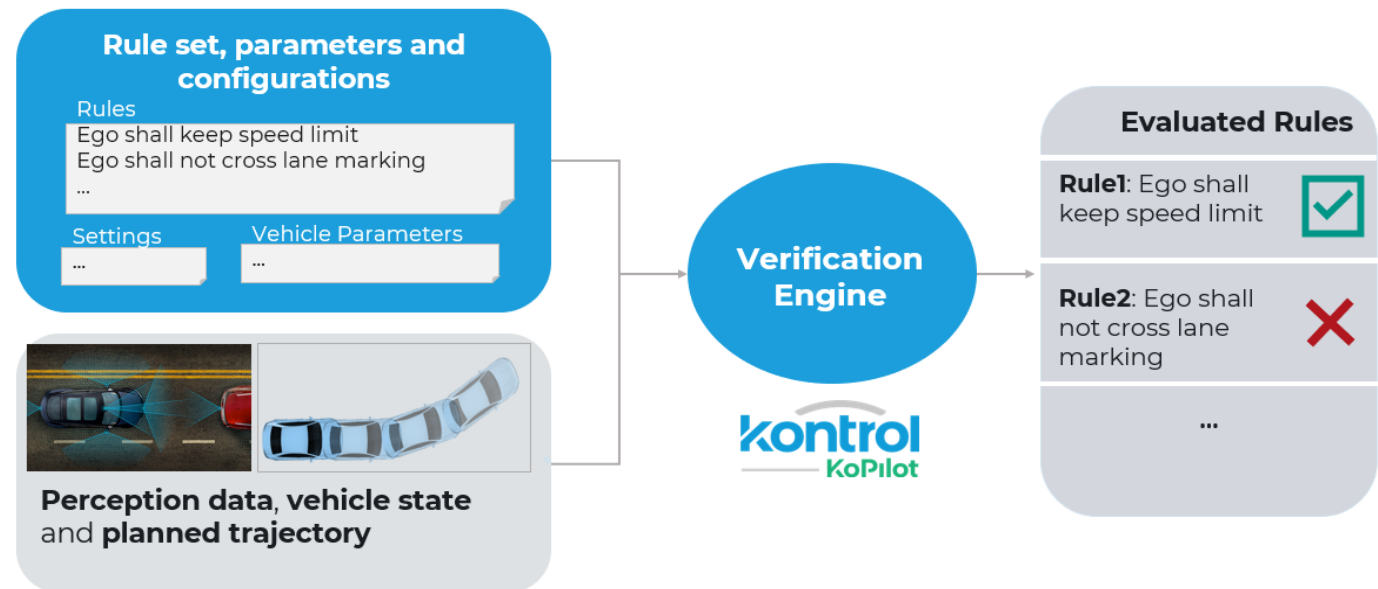 Rule set, parameters and
configurations
Rules
Ego shall keep speed limit
Ego shall not cross lane marking
...
Settings
...
Vehicle Parameters
...
Perception data, vehicle state
and planned trajectory
Verification
Engine
kontrol
KoPilot
Evaluated Rules
Rule1: Ego shall
keep speed limit
Rule2: Ego shall
not cross lane
marking
...